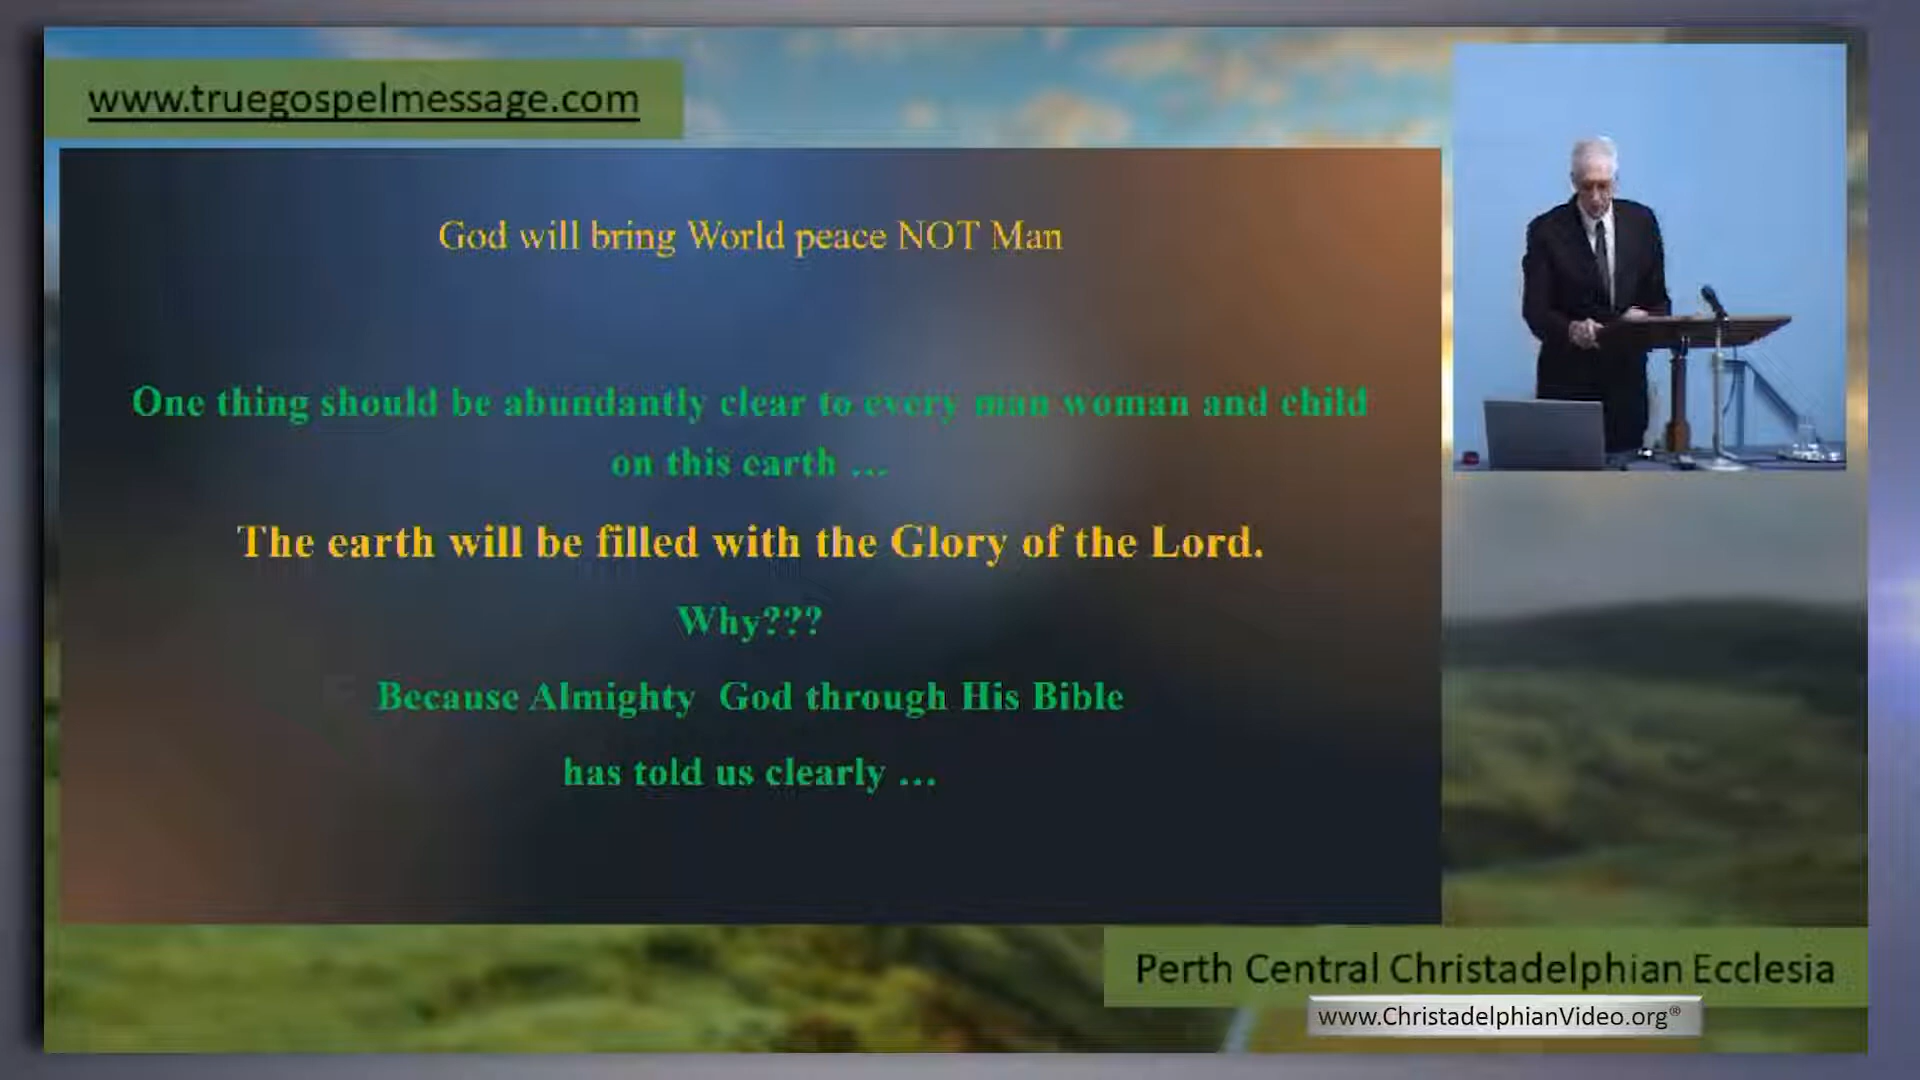 www.truegospelmessage.com
God will bring World peace NOT Man
One thing should be abundantly clear to every man woman and child
on this earth ...
The earth will be filled with the Glory of the Lord.
Why???
Because Almighty God through His Bible
has told us clearly ...
Perth Central Christadelphian Ecclesia
www.ChristadelphianVideo.org®